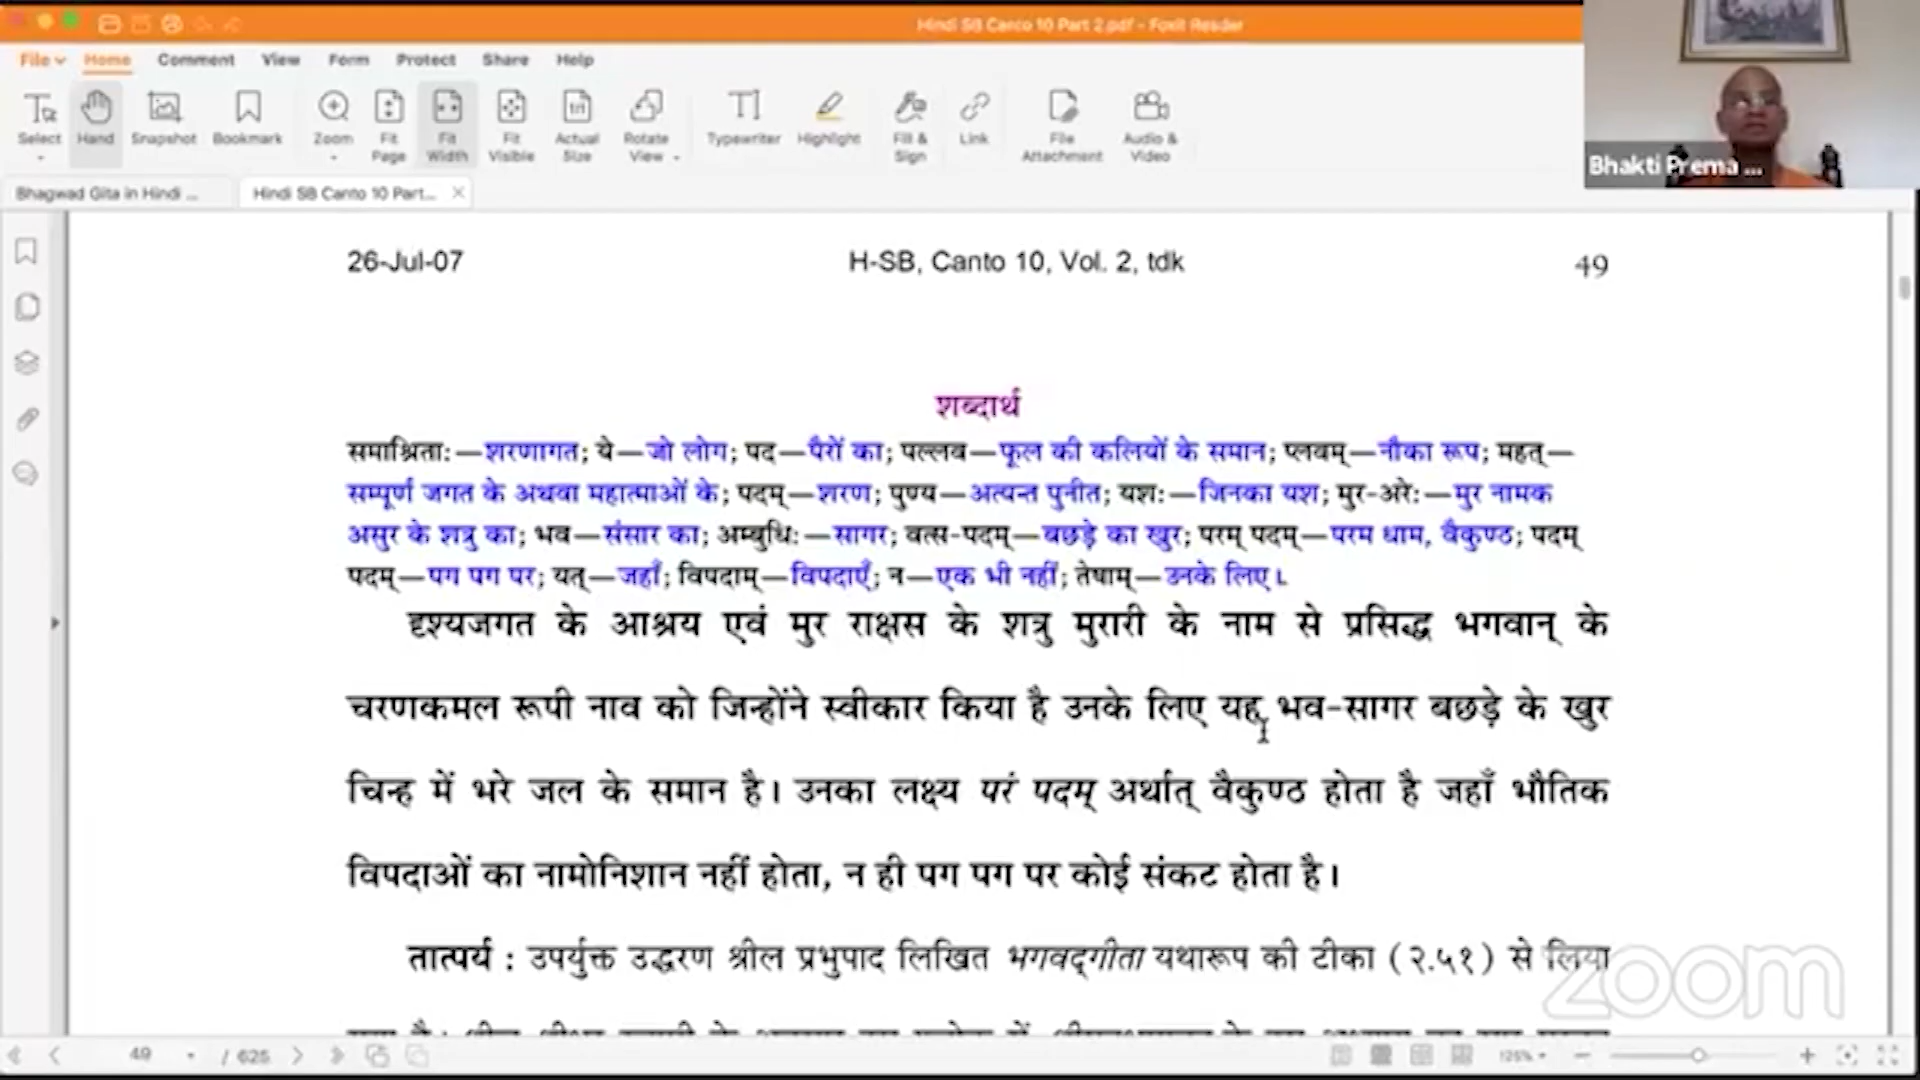 Hindi SB Canto 10 Part 2.pdf - Foxit Reader
File Home Comment View Form Protect Share Help
Select Hand Snapshot Bookmark Zoom Fit Page Fit Width Fit Visible Actual Size Rotate View Typewriter Highlight Fill & Sign Link File Attachment Audio & Video
Bhakti Prema ...
Bhagwad Gita in Hindi ... Hindi SB Canto 10 Part...
26-Jul-07 H-SB, Canto 10, Vol. 2, tdk 49
शब्दार्थ
समाश्रिताः—शरणागत; ये—जो लोग; पद—पैरों का; पल्लव—फूल की कलियों के समान; प्लवम्—नौका रूप; महत्—
सम्पूर्ण जगत के अथवा महात्माओं के; पदम्—शरण; पुण्य—अत्यन्त पुनीत; यशः—जिनका यश; मुर-अरेः—मुर नामक
असुर के शत्रु का; भव—संसार का; अम्बुधिः—सागर; वत्स-पदम्—बछड़े का खुर; परम् पदम्—परम धाम, वैकुण्ठ; पदम्
पदम्—पग पग पर; यत्—जहाँ; विपदाम्—विपदाएँ; न—एक भी नहीं; तेषाम्—उनके लिए।
दृश्यजगत के आश्रय एवं मुर राक्षस के शत्रु मुरारी के नाम से प्रसिद्ध भगवान् के
चरणकमल रूपी नाव को जिन्होंने स्वीकार किया है उनके लिए यह भव-सागर बछड़े के खुर
चिन्ह में भरे जल के समान है। उनका लक्ष्य परं पदम् अर्थात् वैकुण्ठ होता है जहाँ भौतिक
विपदाओं का नामोनिशान नहीं होता, न ही पग पग पर कोई संकट होता है।
तात्पर्य : उपर्युक्त उद्धरण श्रील प्रभुपाद लिखित भगवद्गीता यथारूप की टीका (२.५१) से लिया
zoom
49 / 625 125%